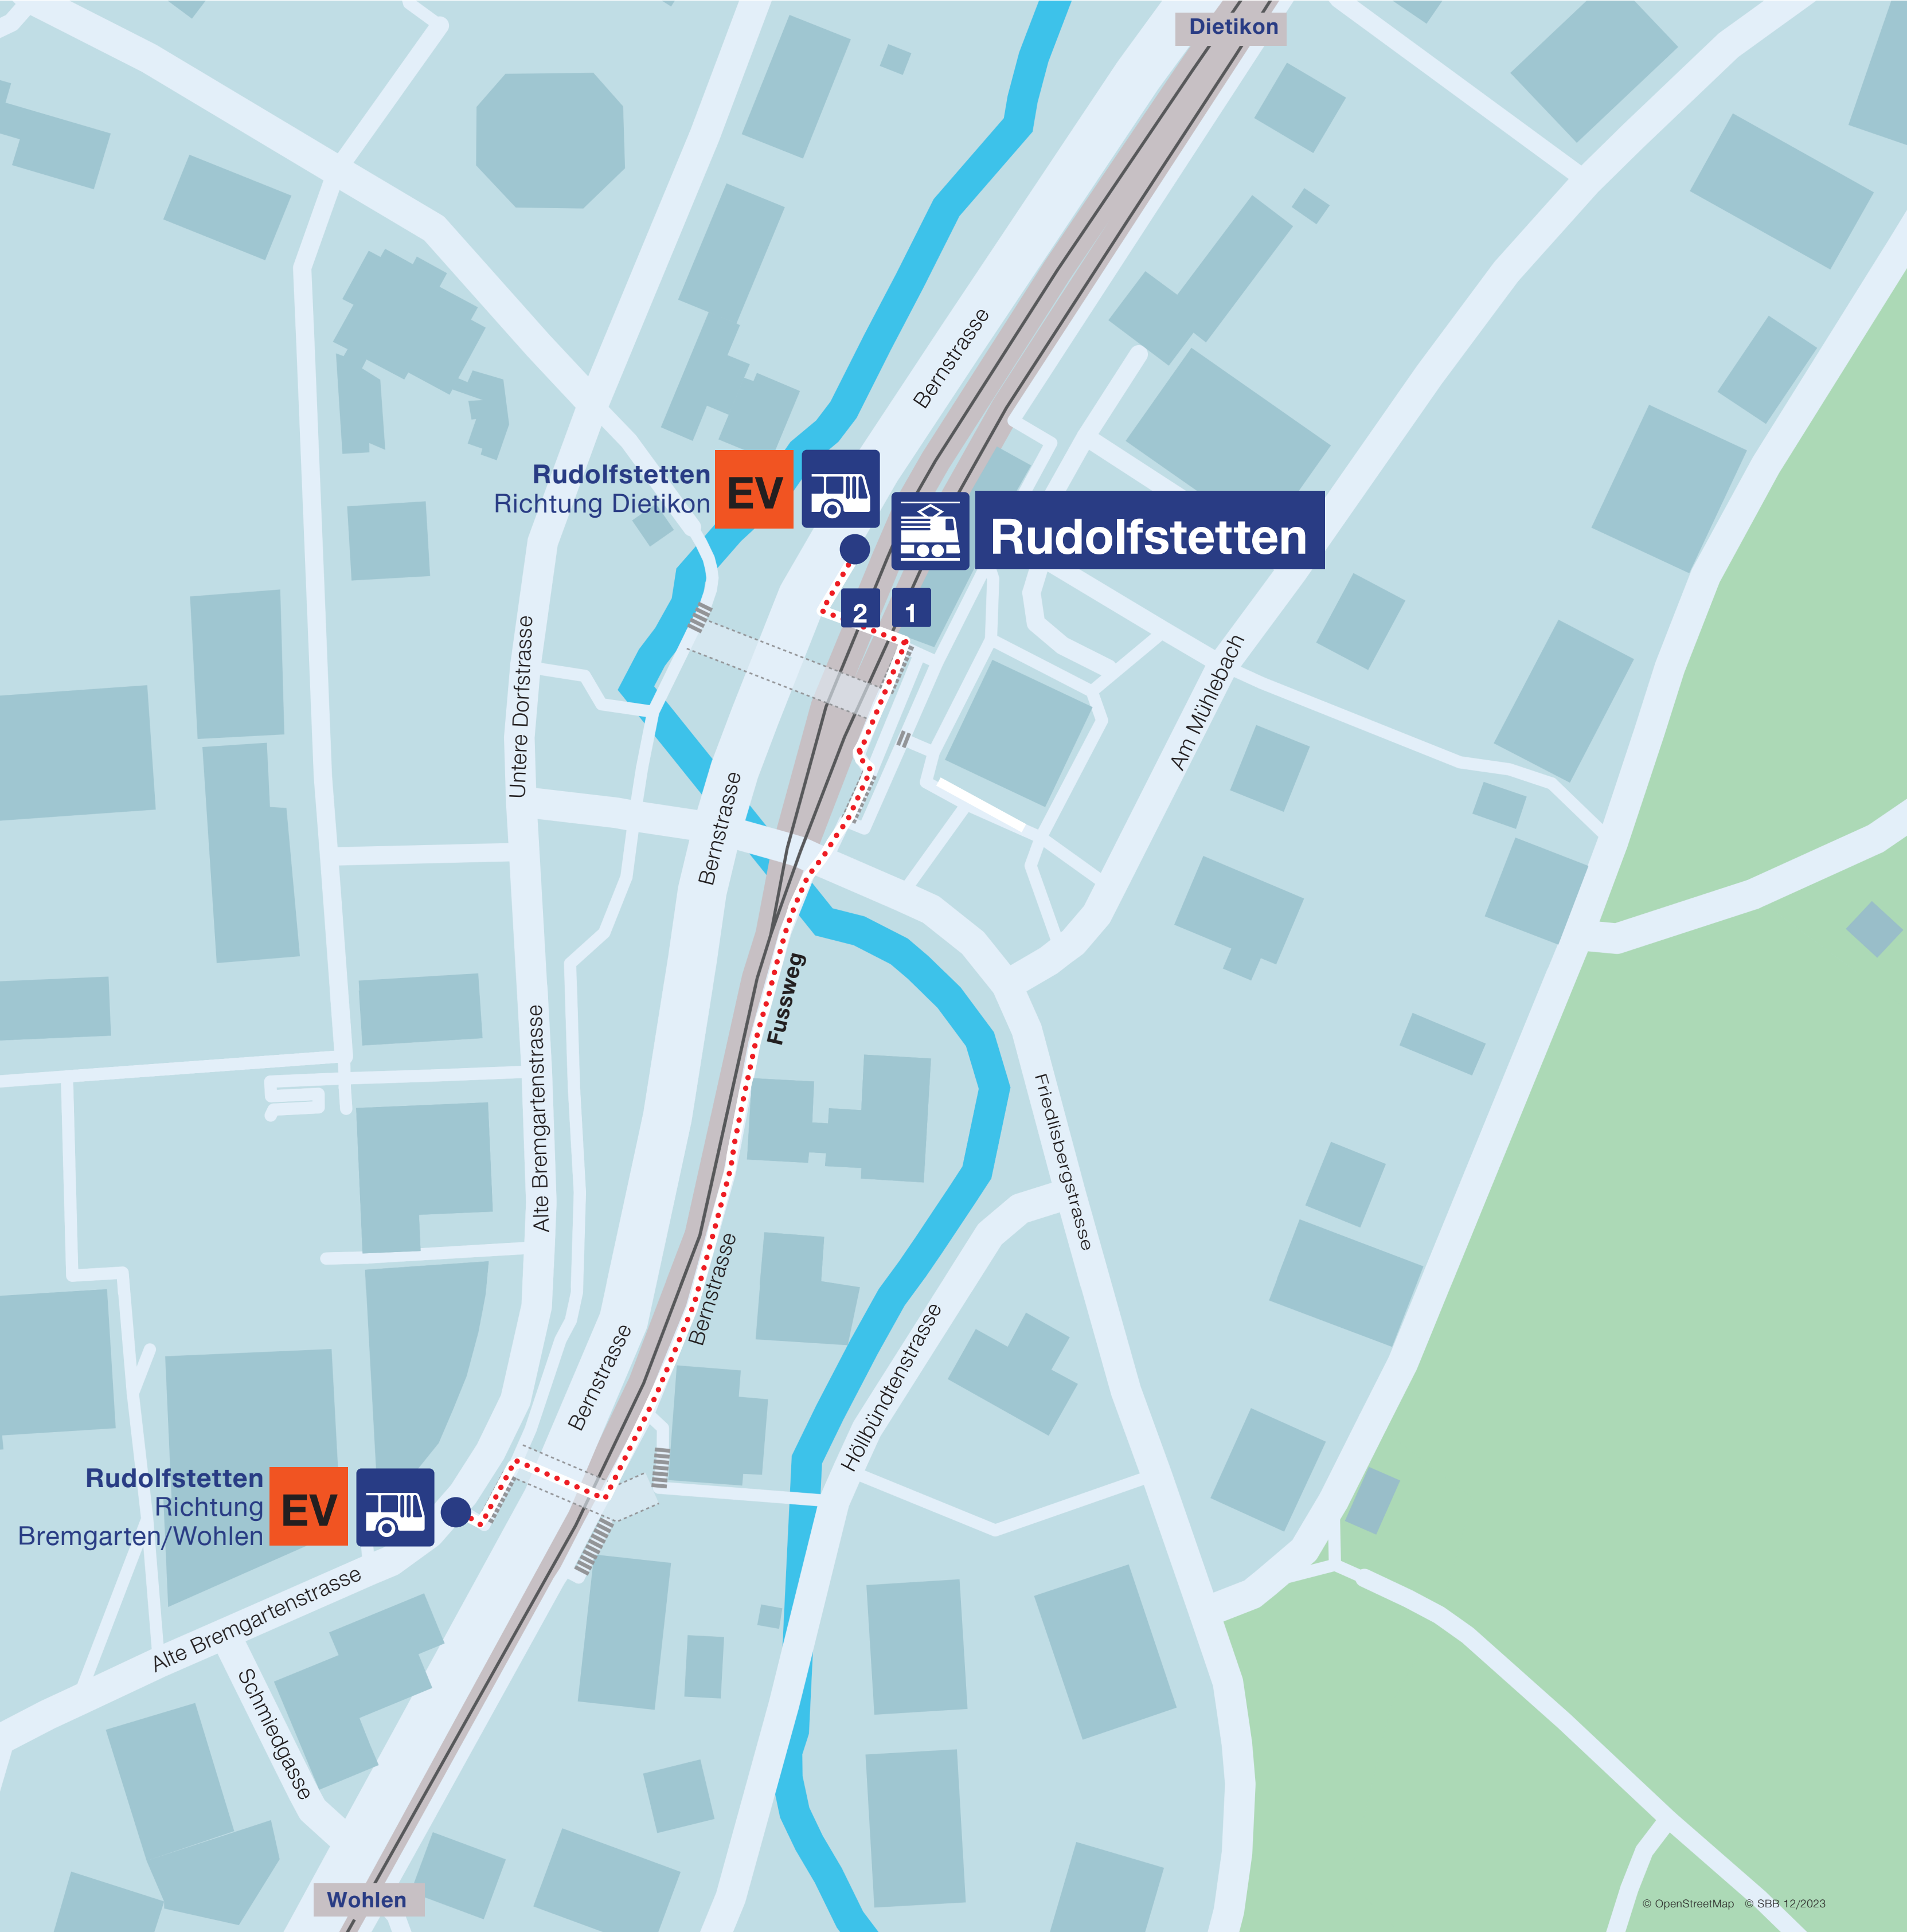 Dietikon
Bernstrasse
Rudolfstetten
Richtung Dietikon
EV
Rudolfstetten
2
1
Untere Dorfstrasse
Am Mühlebach
Bernstrasse
Fussweg
Alte Bremgartenstrasse
Friedlisbergstrasse
Bernstrasse
Bernstrasse
Höllbündtenstrasse
Rudolfstetten
Richtung
Bremgarten/Wohlen
EV
Alte Bremgartenstrasse
Schmiedgasse
Wohlen
© OpenStreetMap © SBB 12/2023